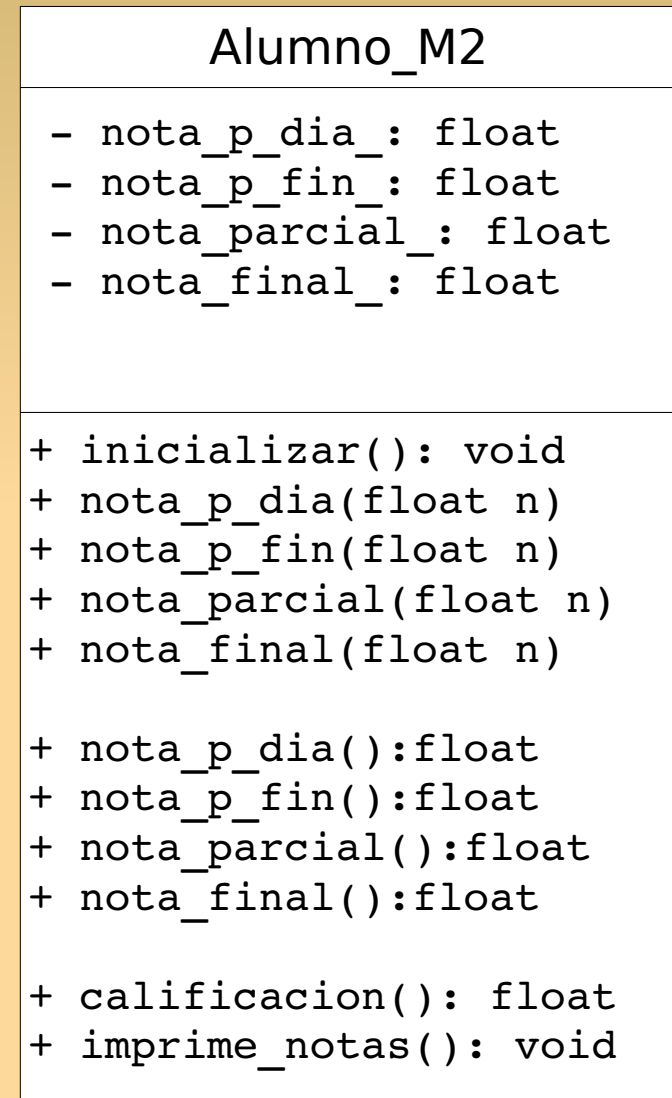 Alumno_M2
- nota_p_dia_: float
- nota_p_fin_: float
- nota_parcial_: float
- nota_final_: float
+ inicializar(): void
+ nota_p_dia(float n)
+ nota_p_fin(float n)
+ nota_parcial(float n)
+ nota_final(float n)
+ nota_p_dia():float
+ nota_p_fin():float
+ nota_parcial():float
+ nota_final():float
+ calificacion(): float
+ imprime_notas(): void